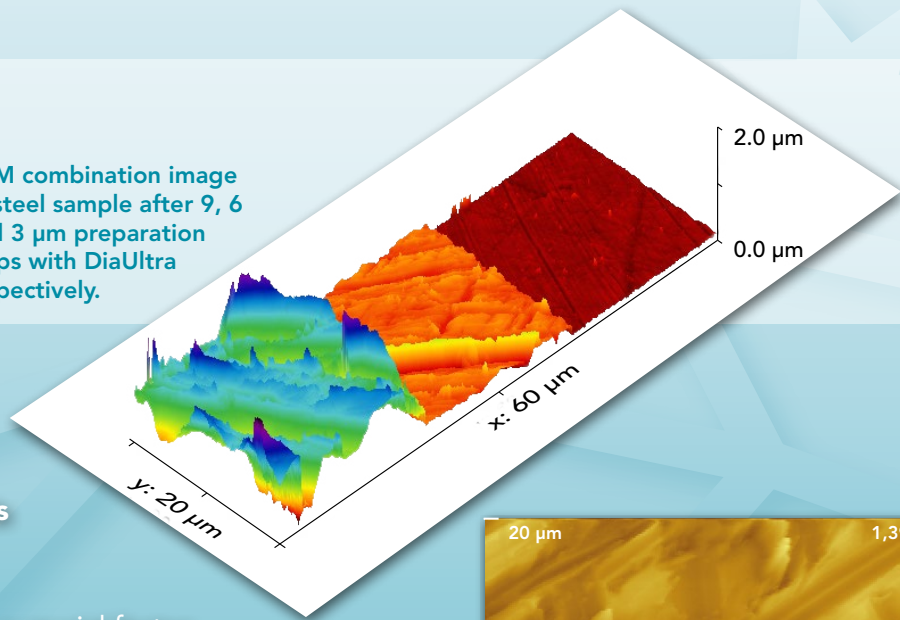 M combination image
steel sample after 9, 6
3 µm preparation
ps with DiaUltra
pectively.
2.0 µm
0.0 µm
x: 60 µm
y: 20 µm
s
20 µm
1,3